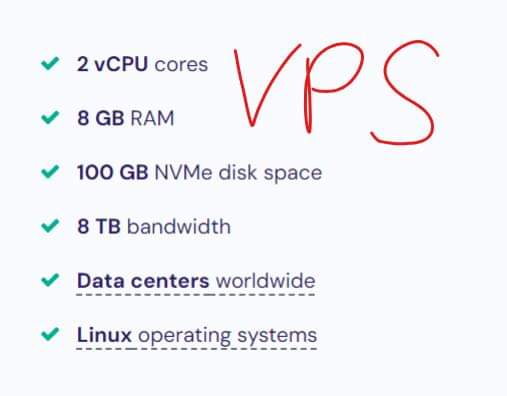 2 vCPU cores
VPS
8 GB RAM
100 GB NVMe disk space
8 TB bandwidth
Data centers worldwide
Linux operating systems